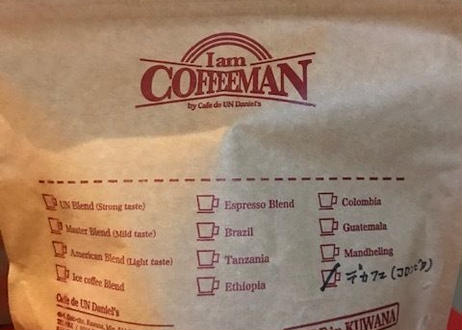 I am
COFFEEMAN
by Cafe de UN Daniel's
UN Blend (Strong taste)
Master Blend (Mild taste)
American Blend (Light taste)
Ice coffee Blend
Espresso Blend
Brazil
Tanzania
Ethiopia
Colombia
Guatemala
Mandheling
デカフェ (コロンビア)
Cafe de UN Daniel's
KUWANA